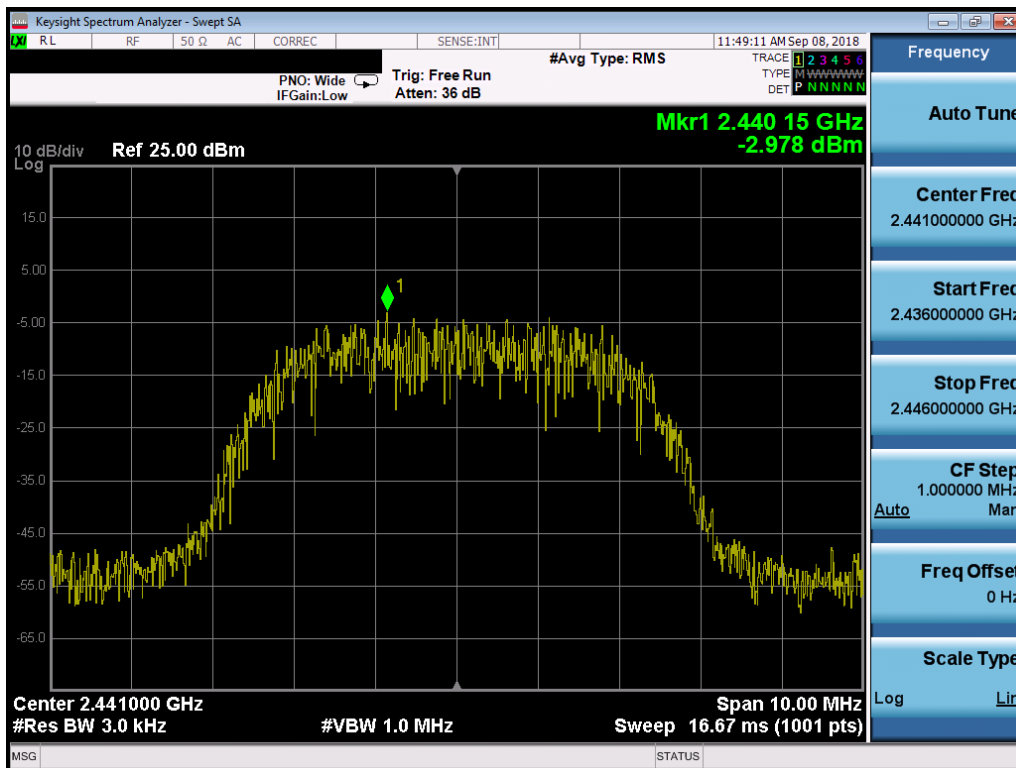 Keysight Spectrum Analyzer - Swept SA
LXI RL RF 50 Ω AC CORREC SENSE:INT 11:49:11 AM Sep 08, 2018
#Avg Type: RMS
TRACE 1 2 3 4 5 6
TYPE M W W W W W
DET P N N N N N
PNO: Wide
IFGain:Low
Trig: Free Run
Atten: 36 dB
Mkr1 2.440 15 GHz
-2.978 dBm
10 dB/div
Log
Ref 25.00 dBm
1
15.0
5.00
-5.00
-15.0
-25.0
-35.0
-45.0
-55.0
-65.0
Center 2.441000 GHz
Span 10.00 MHz
#Res BW 3.0 kHz
#VBW 1.0 MHz
Sweep 16.67 ms (1001 pts)
MSG
STATUS
Frequency
Auto Tune
Center Freq
2.441000000 GHz
Start Freq
2.436000000 GHz
Stop Freq
2.446000000 GHz
CF Step
1.000000 MHz
Auto Man
Freq Offset
0 Hz
Scale Type
Log Lin